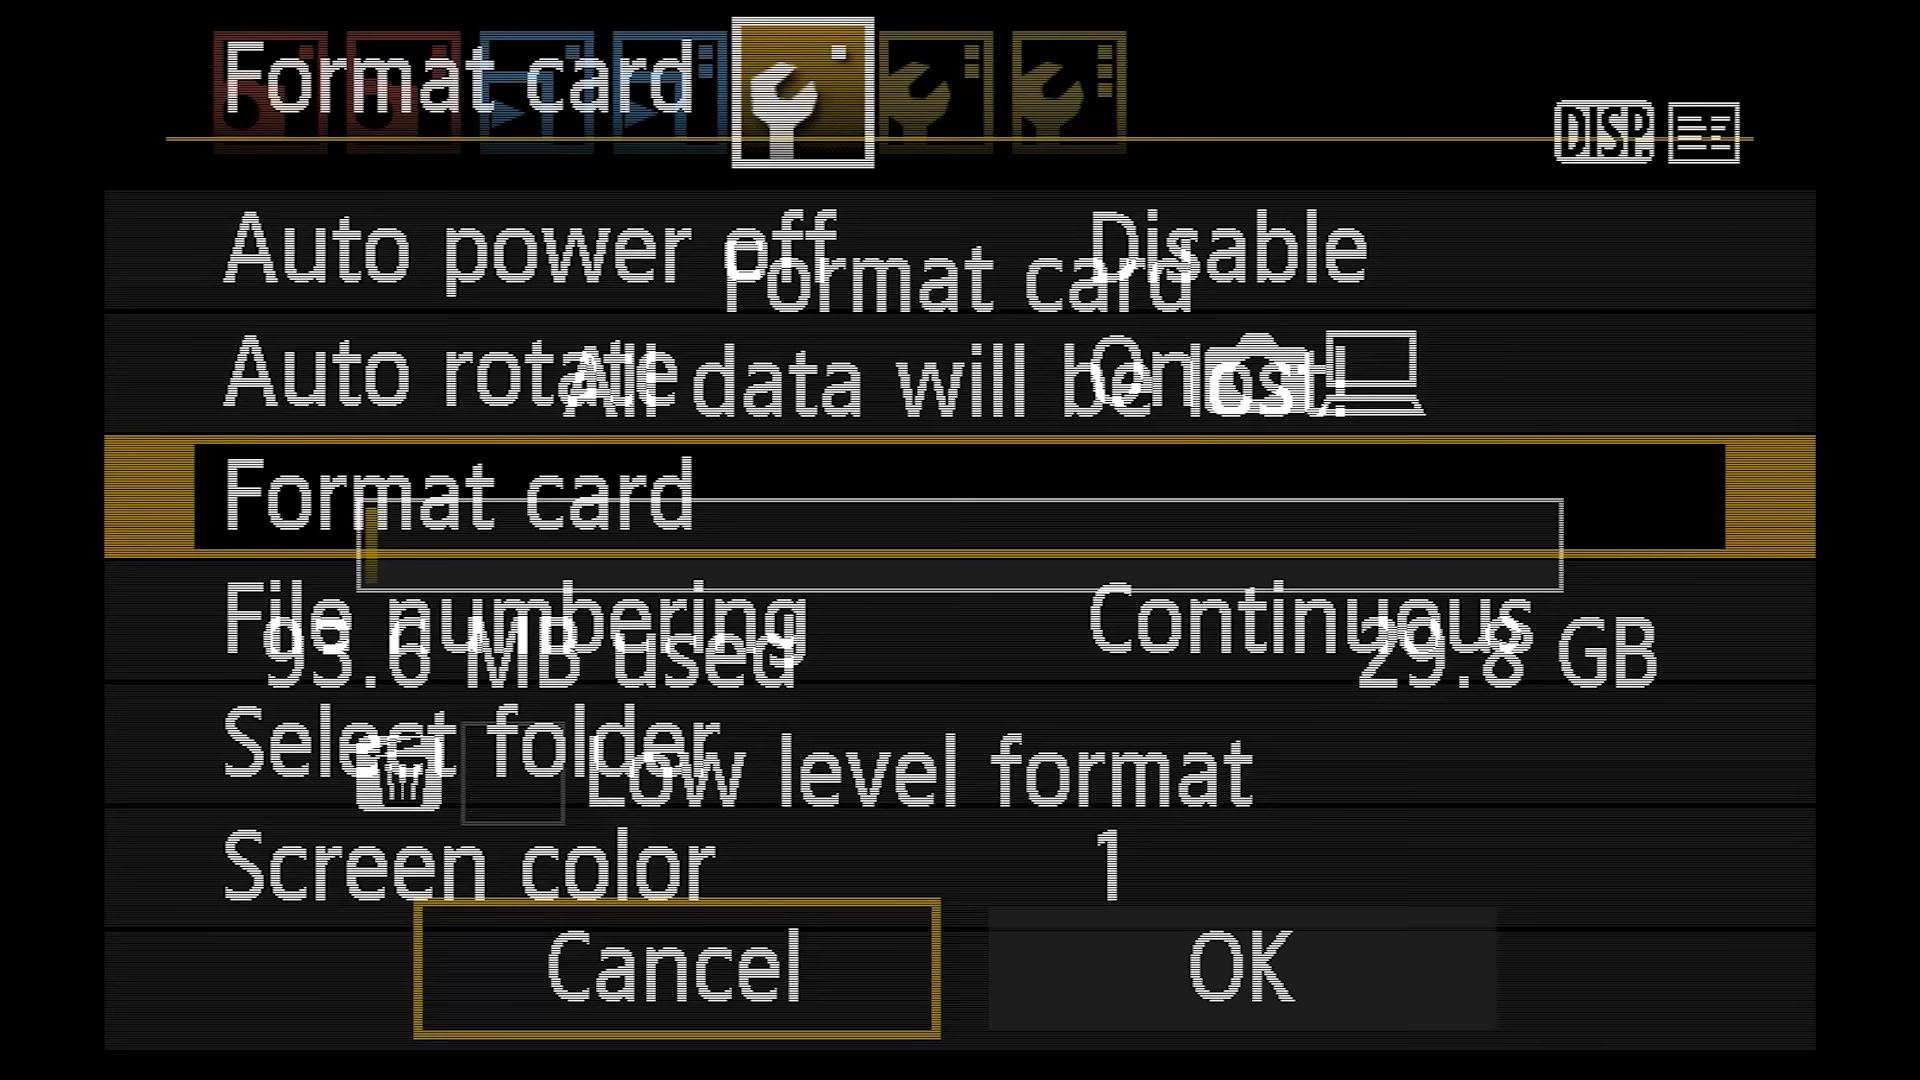 Format card
DISP.
Auto power off Disable
Format card
Auto rotate On
All data will be lost!
Format card
File numbering Continuous
93.6 MB used 29.8 GB
Select folder
Low level format
Screen color 1
Cancel OK